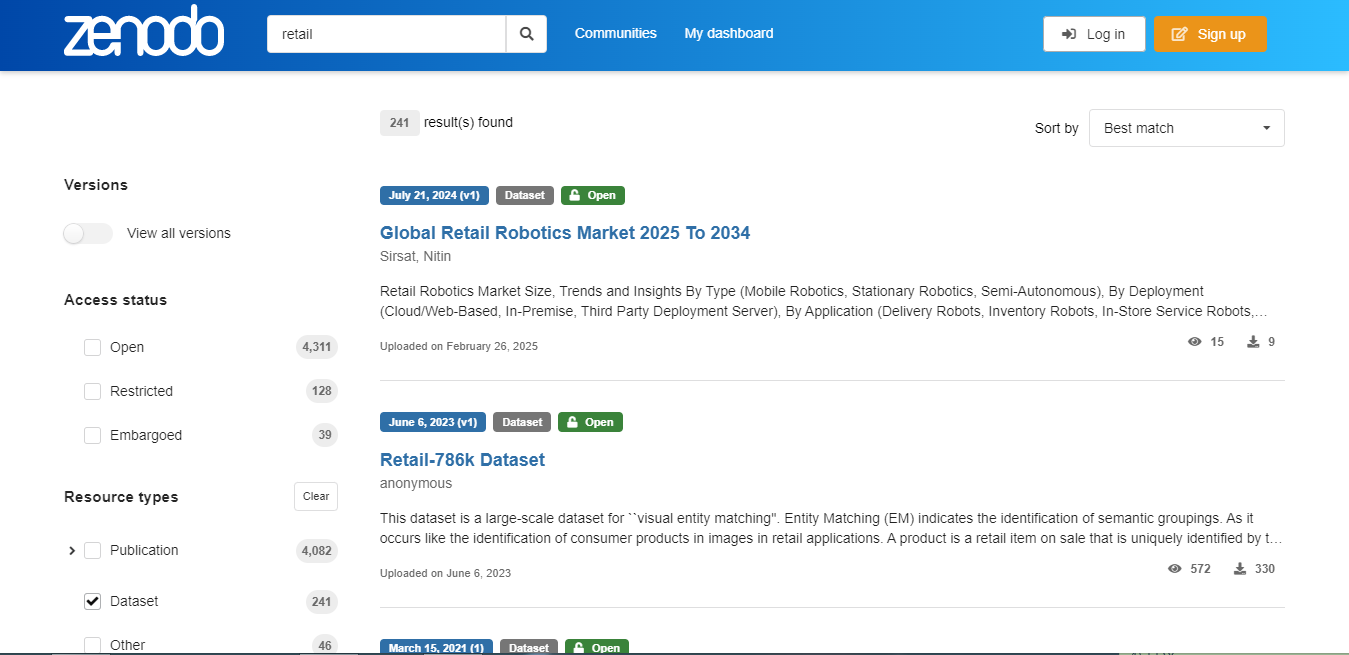 zenodo
retail
Communities
My dashboard
Log in
Sign up
241 result(s) found
Sort by
Best match
Versions
View all versions
Access status
Open 4,311
Restricted 128
Embargoed 39
Resource types
Clear
Publication 4,082
Dataset 241
Other 46
July 21, 2024 (v1) Dataset Open
Global Retail Robotics Market 2025 To 2034
Sirsat, Nitin
Retail Robotics Market Size, Trends and Insights By Type (Mobile Robotics, Stationary Robotics, Semi-Autonomous), By Deployment
(Cloud/Web-Based, In-Premise, Third Party Deployment Server), By Application (Delivery Robots, Inventory Robots, In-Store Service Robots,...
Uploaded on February 26, 2025
15 9
June 6, 2023 (v1) Dataset Open
Retail-786k Dataset
anonymous
This dataset is a large-scale dataset for ``visual entity matching". Entity Matching (EM) indicates the identification of semantic groupings. As it
occurs like the identification of consumer products in images in retail applications. A product is a retail item on sale that is uniquely identified by t...
Uploaded on June 6, 2023
572 330
March 15, 2021 (1) Dataset Open